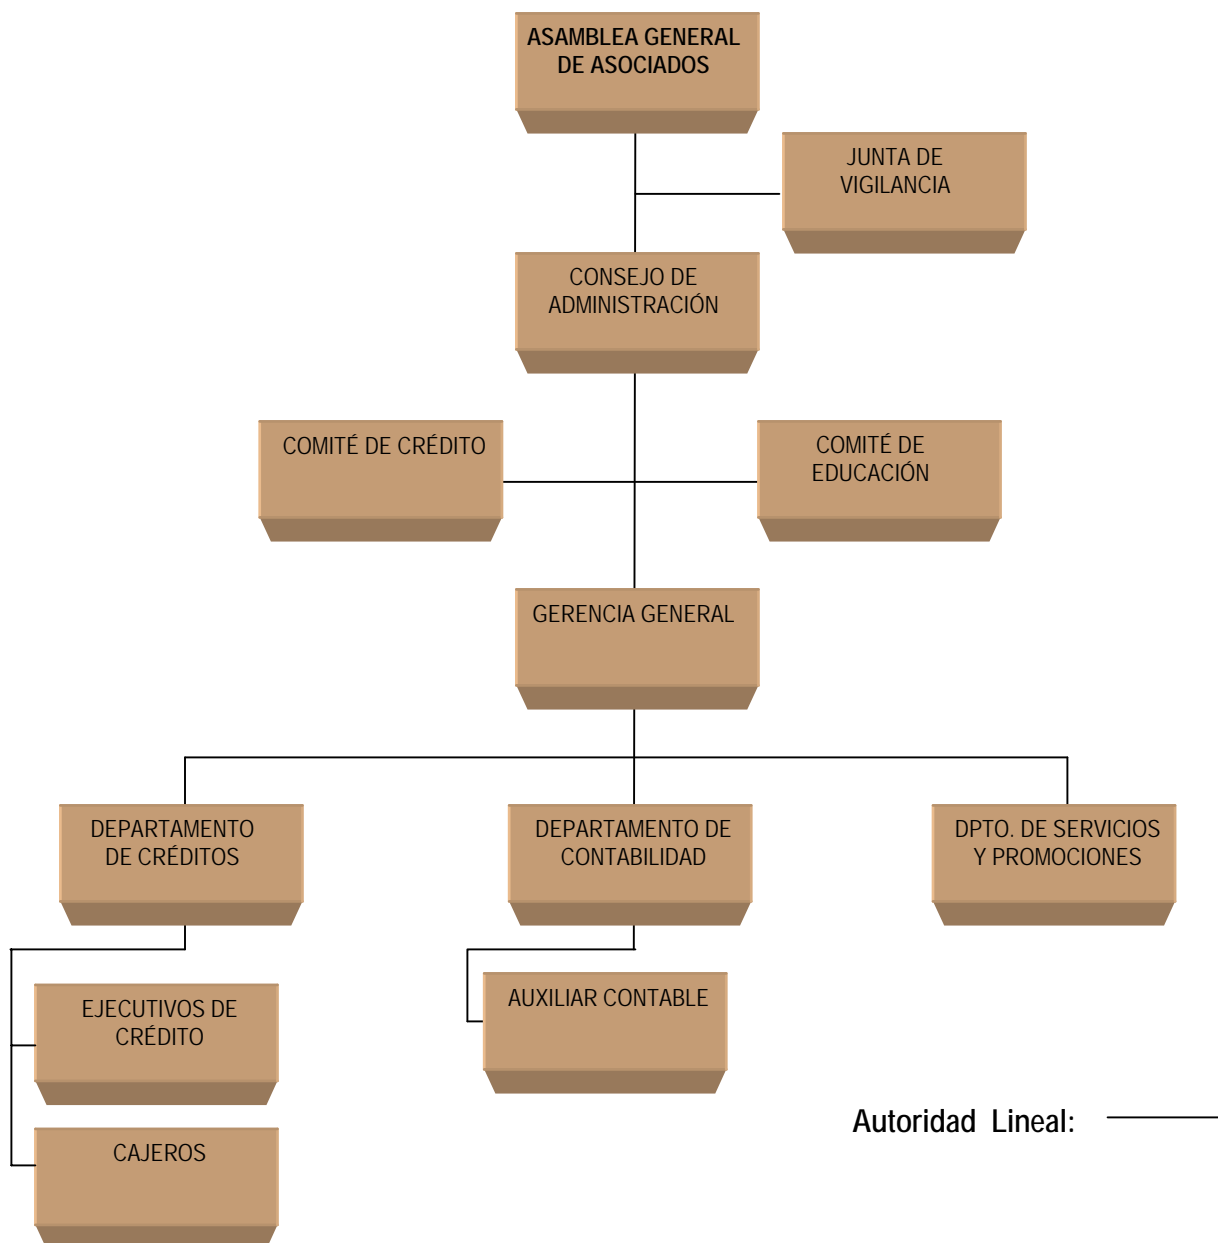 ASAMBLEA GENERAL
DE ASOCIADOS
JUNTA DE
VIGILANCIA
CONSEJO DE
ADMINISTRACIÓN
COMITÉ DE CRÉDITO
COMITÉ DE
EDUCACIÓN
GERENCIA GENERAL
DEPARTAMENTO
DE CRÉDITOS
DEPARTAMENTO DE
CONTABILIDAD
DPTO. DE SERVICIOS
Y PROMOCIONES
EJECUTIVOS DE
CRÉDITO
AUXILIAR CONTABLE
CAJEROS
Autoridad Lineal: